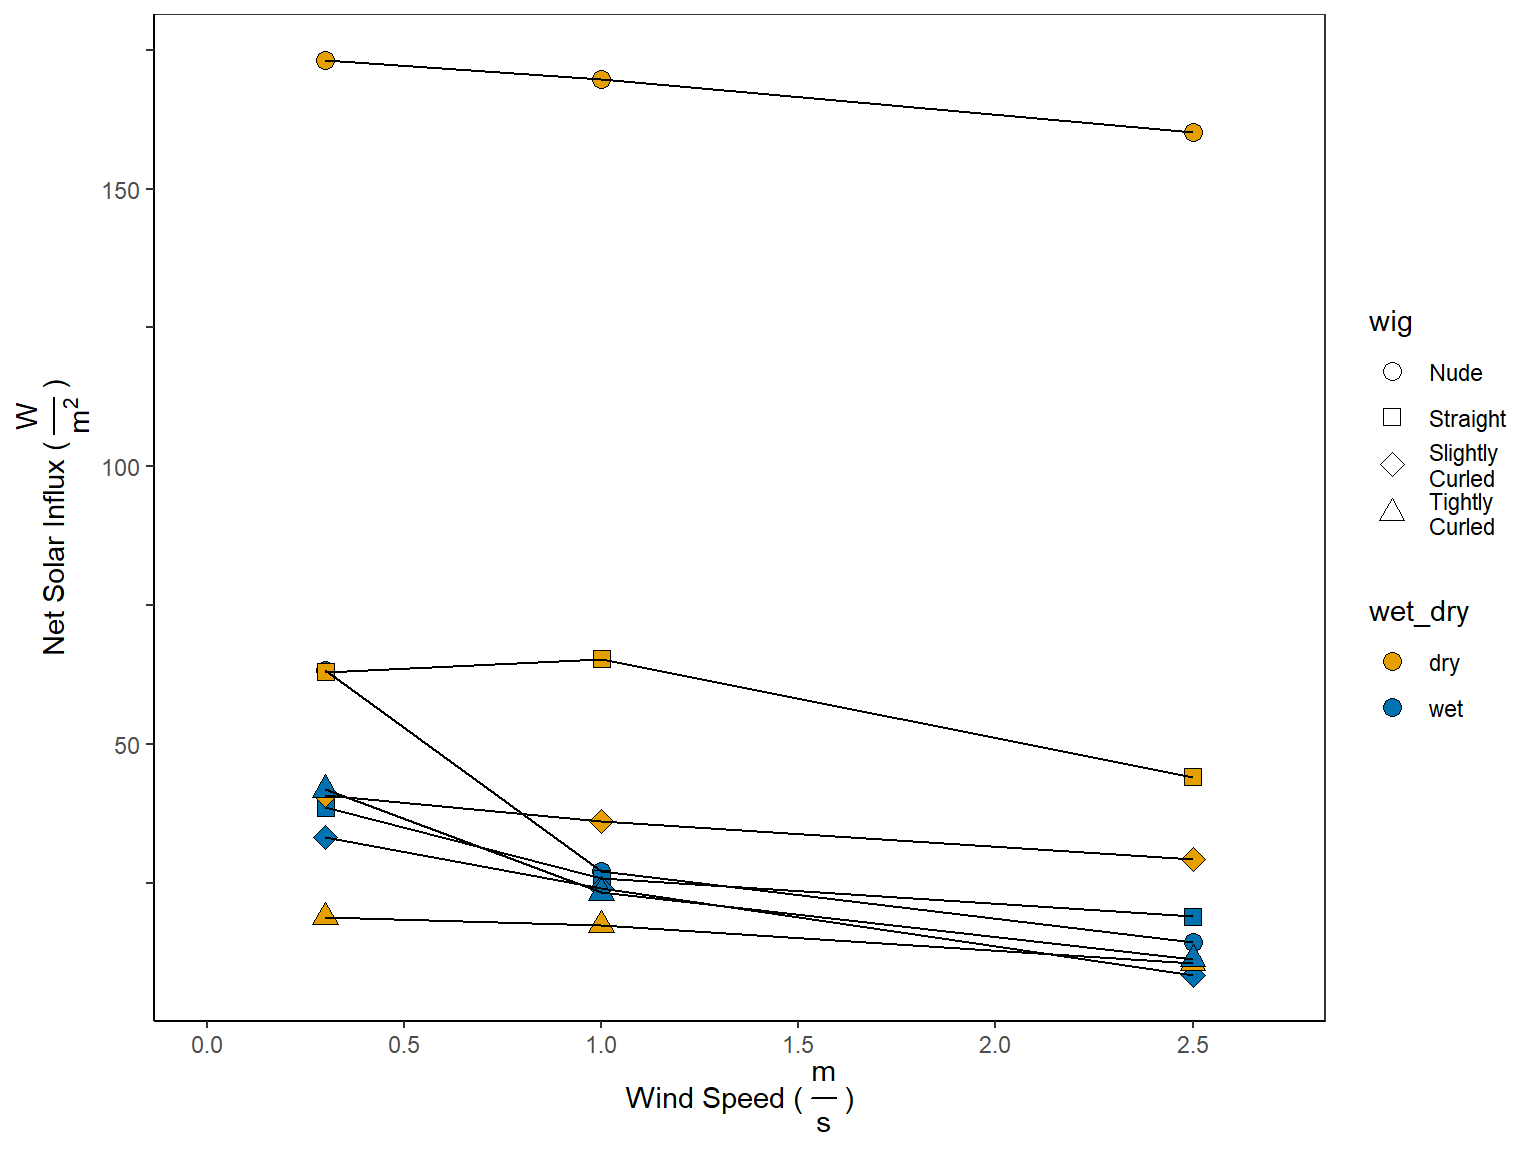 150
100
50
Net Solar Influx ( W / m² )
0.0 0.5 1.0 1.5 2.0 2.5
Wind Speed ( m / s )
wig
Nude
Straight
Slightly
Curled
Tightly
Curled
wet_dry
dry
wet